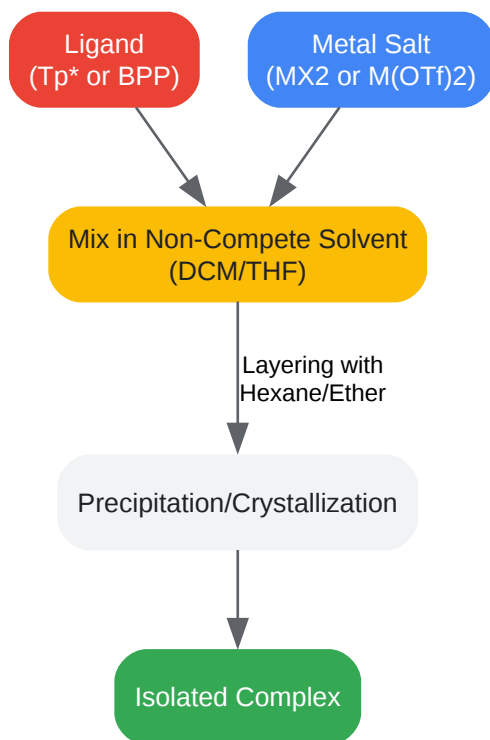 Ligand
(Tp* or BPP)
Metal Salt
(MX2 or M(OTf)2)
Mix in Non-Compete Solvent
(DCM/THF)
Layering with
Hexane/Ether
Precipitation/Crystallization
Isolated Complex